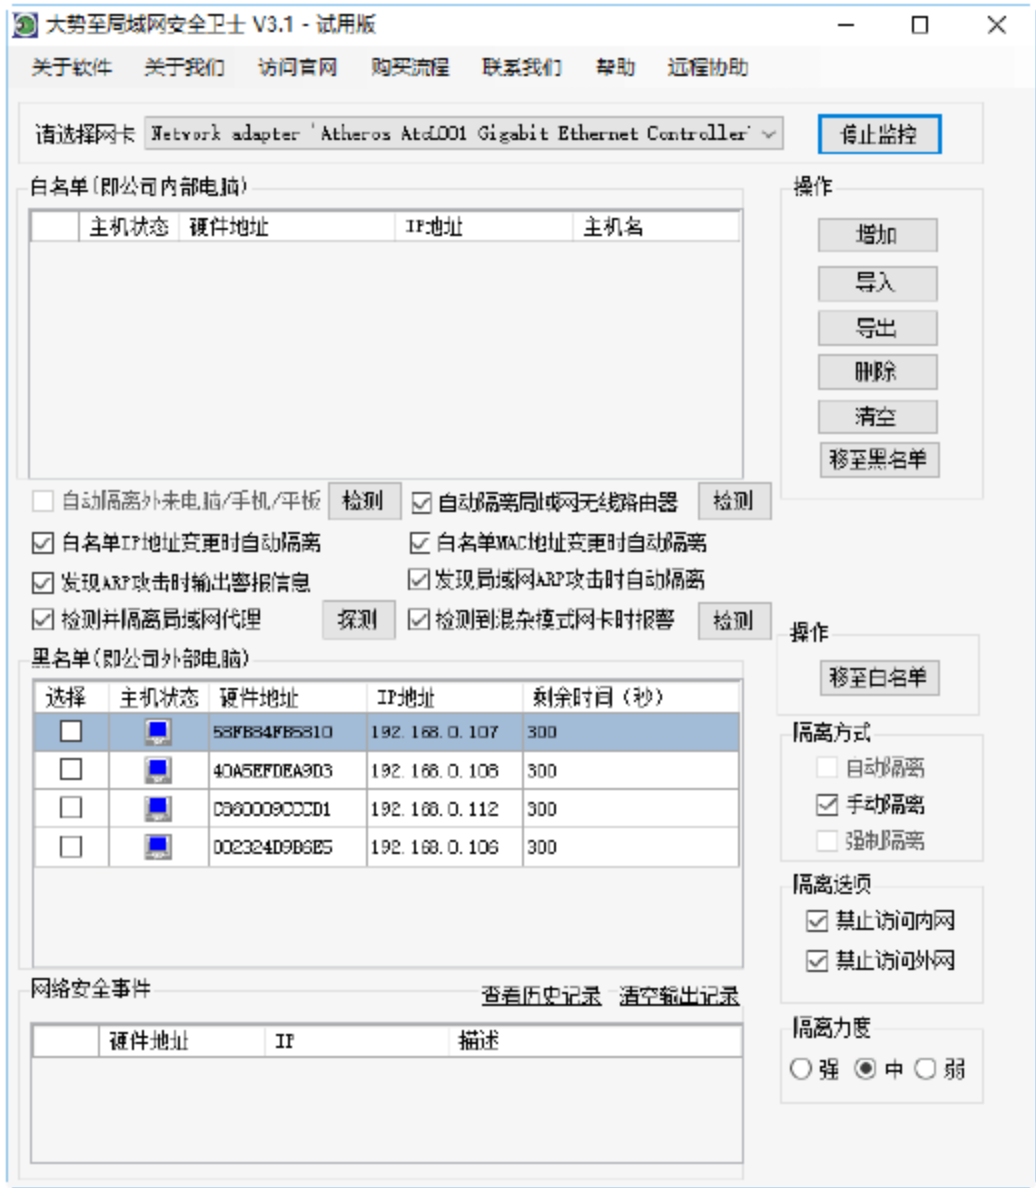 大势至局域网安全卫士 V3.1 - 试用版
关于软件 关于我们 访问官网 购买流程 联系我们 帮助 远程协助
请选择网卡 Network adapter 'Atheros AtcL001 Gigabit Ethernet Controller' 停止监控
白名单(即公司内部电脑) 操作
主机状态 硬件地址 IP地址 主机名
增加
导入
导出
删除
清空
移至黑名单
自动隔离外来电脑/手机/平板 检测 自动隔离局域网无线路由器 检测
白名单IP地址变更时自动隔离 白名单MAC地址变更时自动隔离
发现ARP攻击时输出警报信息 发现局域网ARP攻击时自动隔离
检测并隔离局域网代理 探测 检测到混杂模式网卡时报警 检测
黑名单(即公司外部电脑) 操作
移至白名单
选择 主机状态 硬件地址 IP地址 剩余时间(秒)
192.168.0.107 300
40A5EFDEA9D3 192.168.0.108 300
192.168.0.112 300
002324D9B6E5 192.168.0.106 300
隔离方式
自动隔离
手动隔离
强制隔离
隔离选项
禁止访问内网
禁止访问外网
网络安全事件 查看历史记录 清空输出记录
硬件地址 IP 描述
隔离力度
强 中 弱